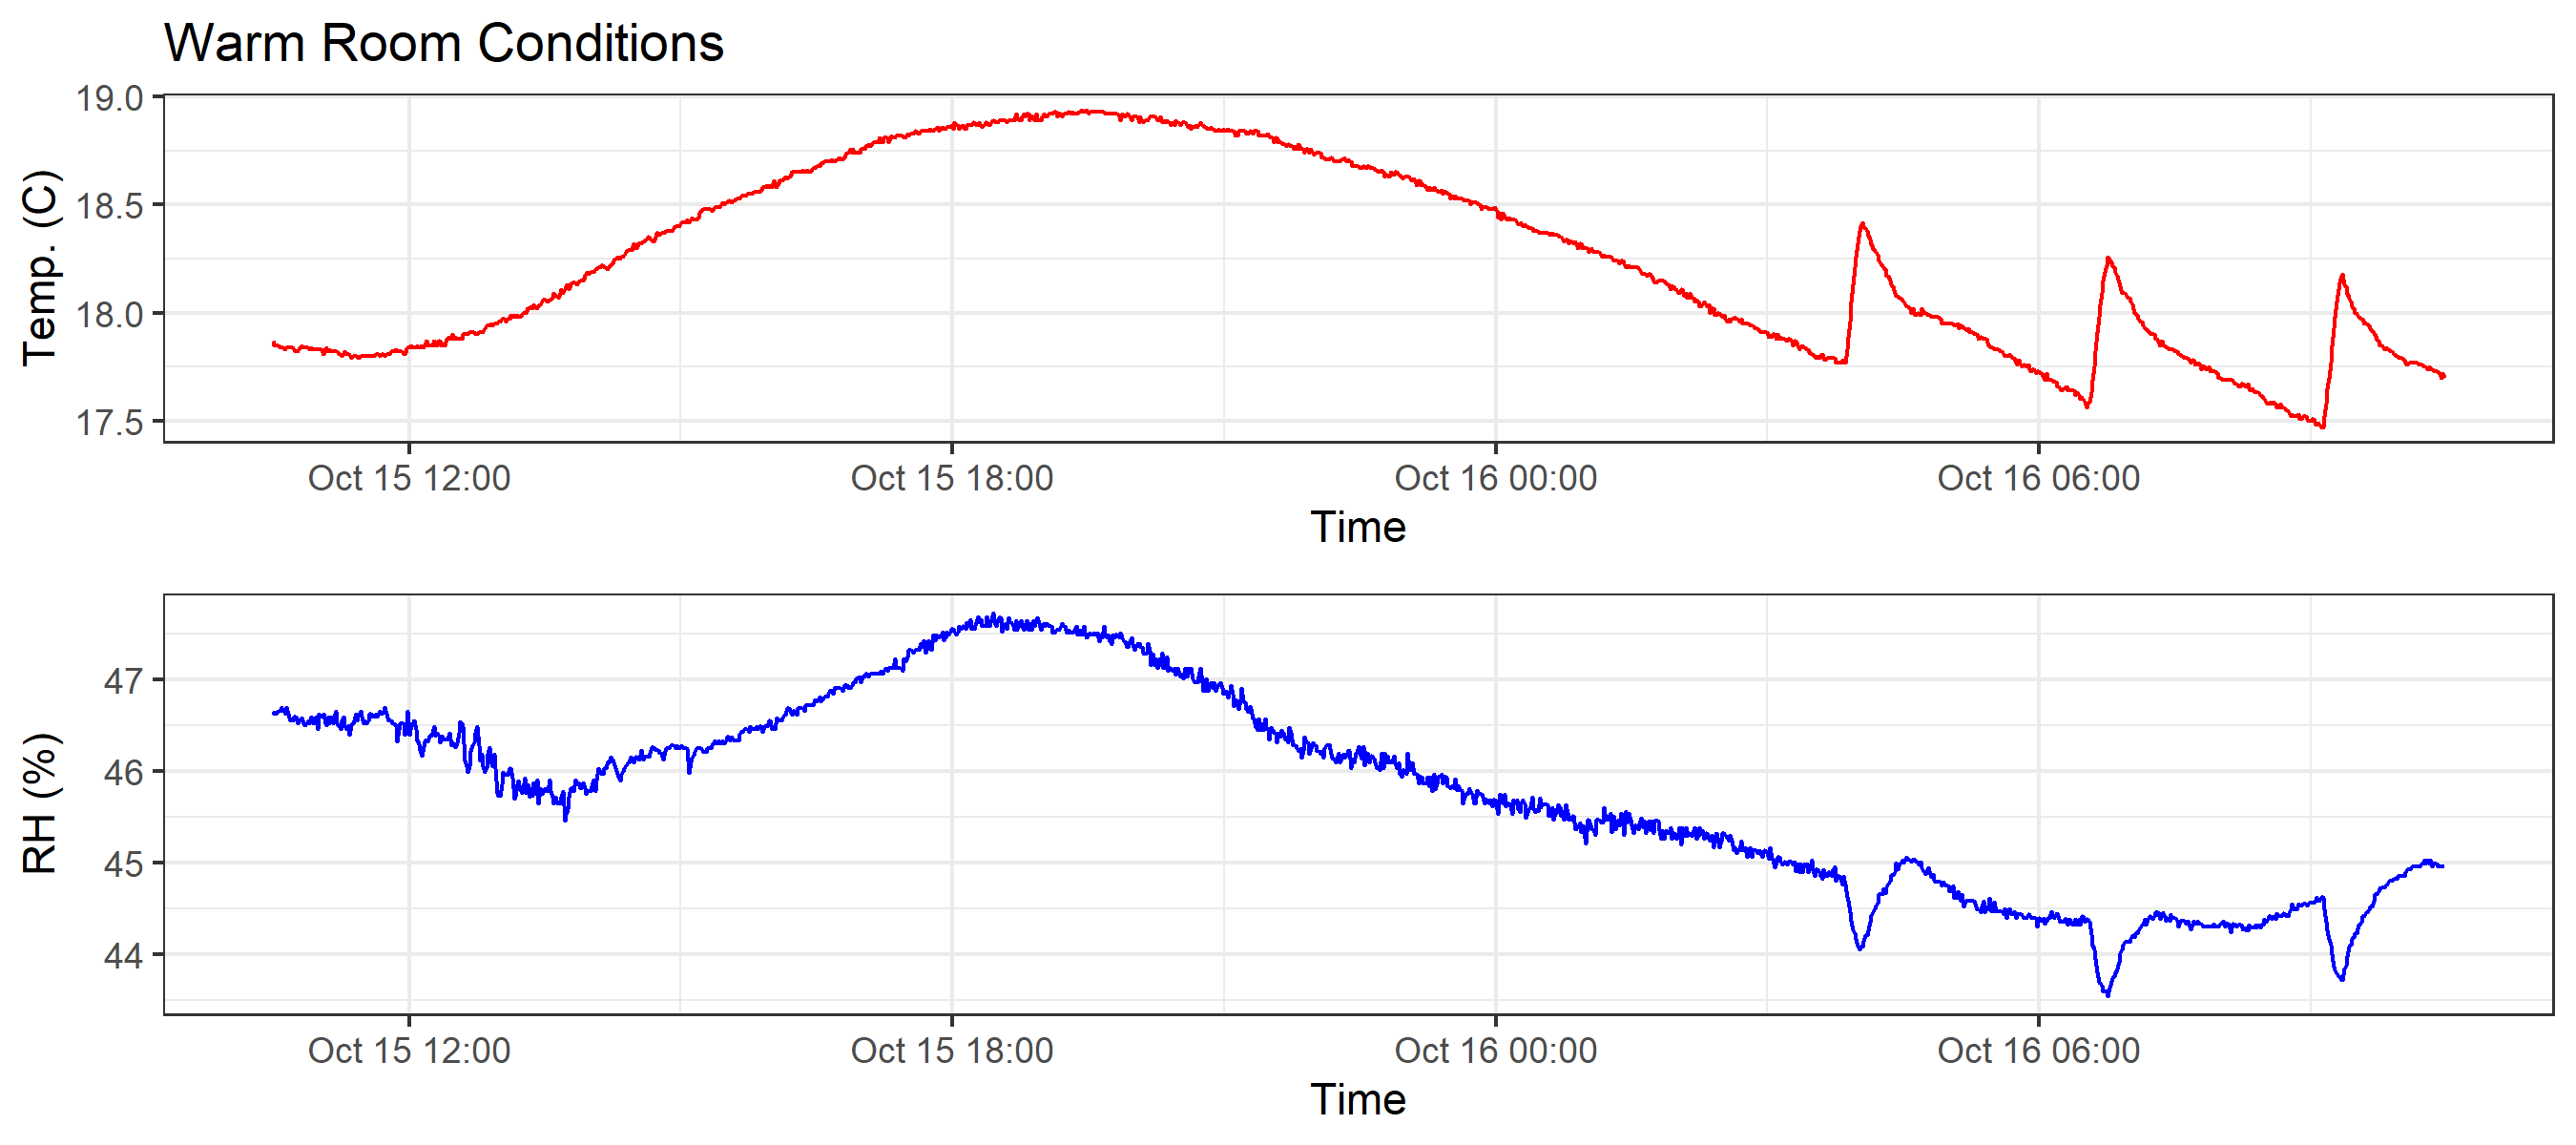 Warm Room Conditions
19.0
18.5
18.0
17.5
Temp. (C)
Oct 15 12:00 Oct 15 18:00 Oct 16 00:00 Oct 16 06:00
Time
47
46
45
44
RH (%)
Oct 15 12:00 Oct 15 18:00 Oct 16 00:00 Oct 16 06:00
Time